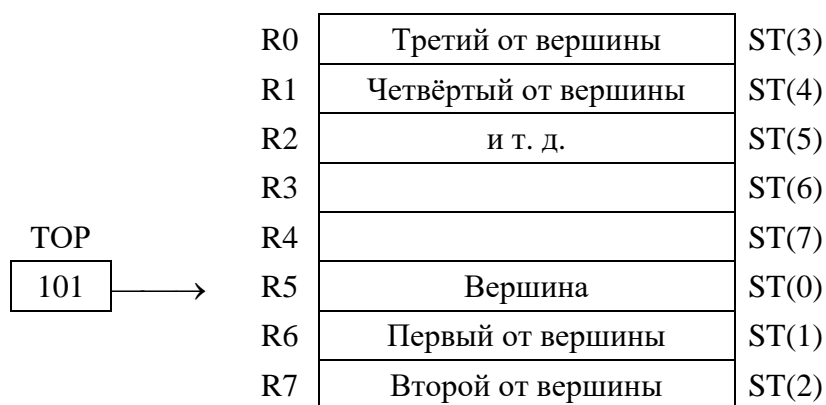 R0 Третий от вершины ST(3)
R1 Четвёртый от вершины ST(4)
R2 и т. д. ST(5)
R3 ST(6)
TOP R4 ST(7)
101 R5 Вершина ST(0)
R6 Первый от вершины ST(1)
R7 Второй от вершины ST(2)